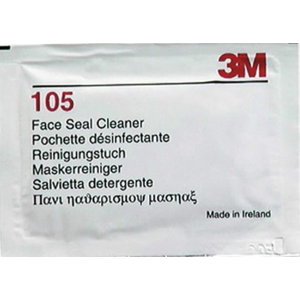 3M
105
Face Seal Cleaner
Pochette désinfectante
Reinigungstuch
Maskerreiniger
Salvietta detergente
Πανι ηαϑαρισμοψ μασηαξ
Made in Ireland